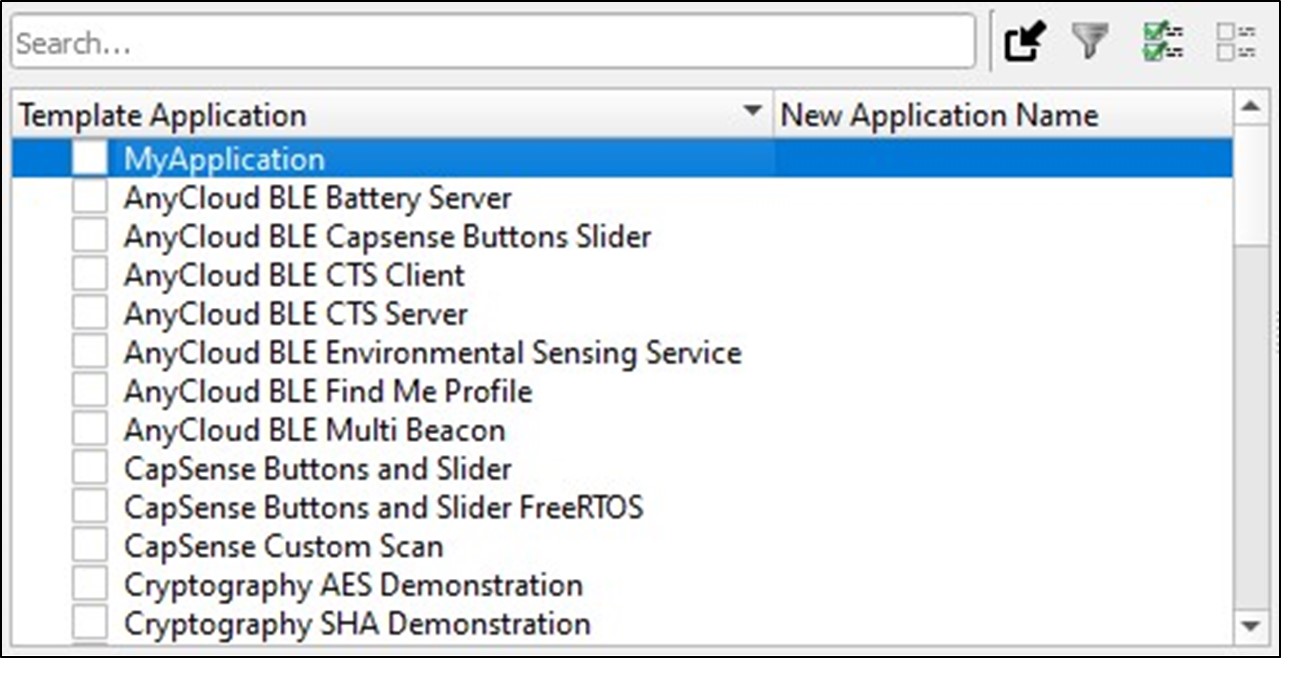 Search...
Template Application New Application Name
MyApplication
AnyCloud BLE Battery Server
AnyCloud BLE Capsense Buttons Slider
AnyCloud BLE CTS Client
AnyCloud BLE CTS Server
AnyCloud BLE Environmental Sensing Service
AnyCloud BLE Find Me Profile
AnyCloud BLE Multi Beacon
CapSense Buttons and Slider
CapSense Buttons and Slider FreeRTOS
CapSense Custom Scan
Cryptography AES Demonstration
Cryptography SHA Demonstration